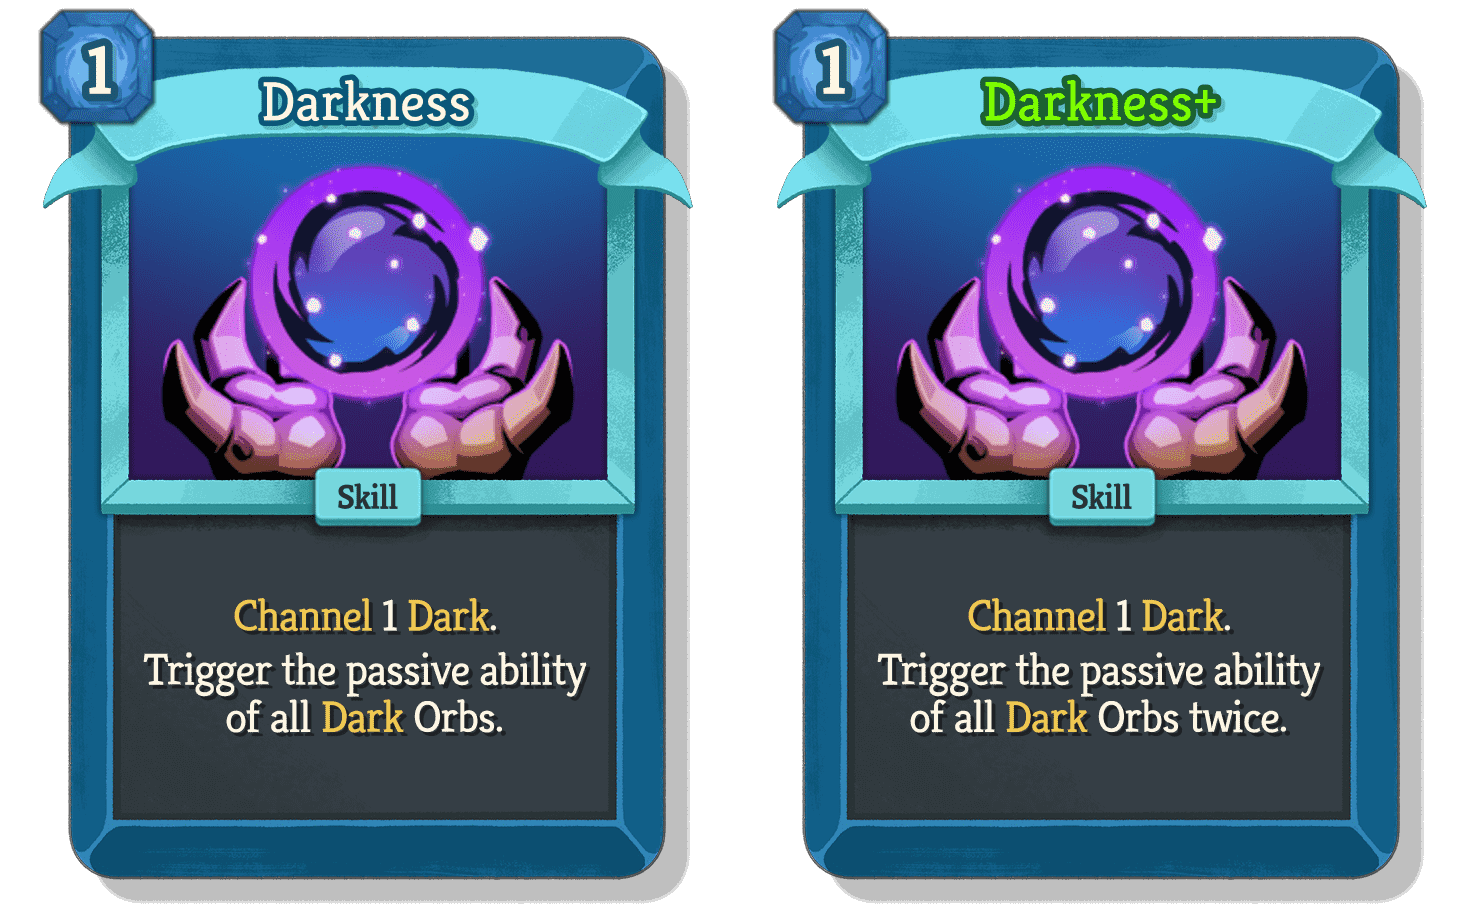 1
Darkness
Skill
Channel 1 Dark.
Trigger the passive ability
of all Dark Orbs.
1
Darkness+
Skill
Channel 1 Dark.
Trigger the passive ability
of all Dark Orbs twice.